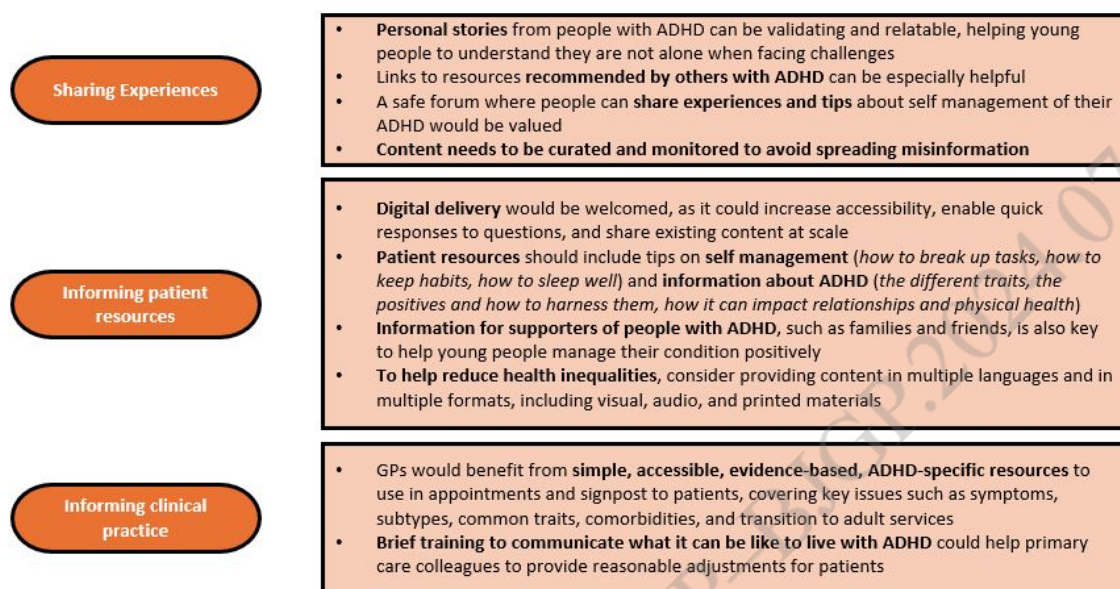 Sharing Experiences
• Personal stories from people with ADHD can be validating and relatable, helping young
people to understand they are not alone when facing challenges
• Links to resources recommended by others with ADHD can be especially helpful
• A safe forum where people can share experiences and tips about self management of their
ADHD would be valued
• Content needs to be curated and monitored to avoid spreading misinformation
Informing patient
resources
• Digital delivery would be welcomed, as it could increase accessibility, enable quick
responses to questions, and share existing content at scale
• Patient resources should include tips on self management (how to break up tasks, how to
keep habits, how to sleep well) and information about ADHD (the different traits, the
positives and how to harness them, how it can impact relationships and physical health)
• Information for supporters of people with ADHD, such as families and friends, is also key
to help young people manage their condition positively
• To help reduce health inequalities, consider providing content in multiple languages and in
multiple formats, including visual, audio, and printed materials
Informing clinical
practice
• GPs would benefit from simple, accessible, evidence-based, ADHD-specific resources to
use in appointments and signpost to patients, covering key issues such as symptoms,
subtypes, common traits, comorbidities, and transition to adult services
• Brief training to communicate what it can be like to live with ADHD could help primary
care colleagues to provide reasonable adjustments for patients
BJGP.2024.07